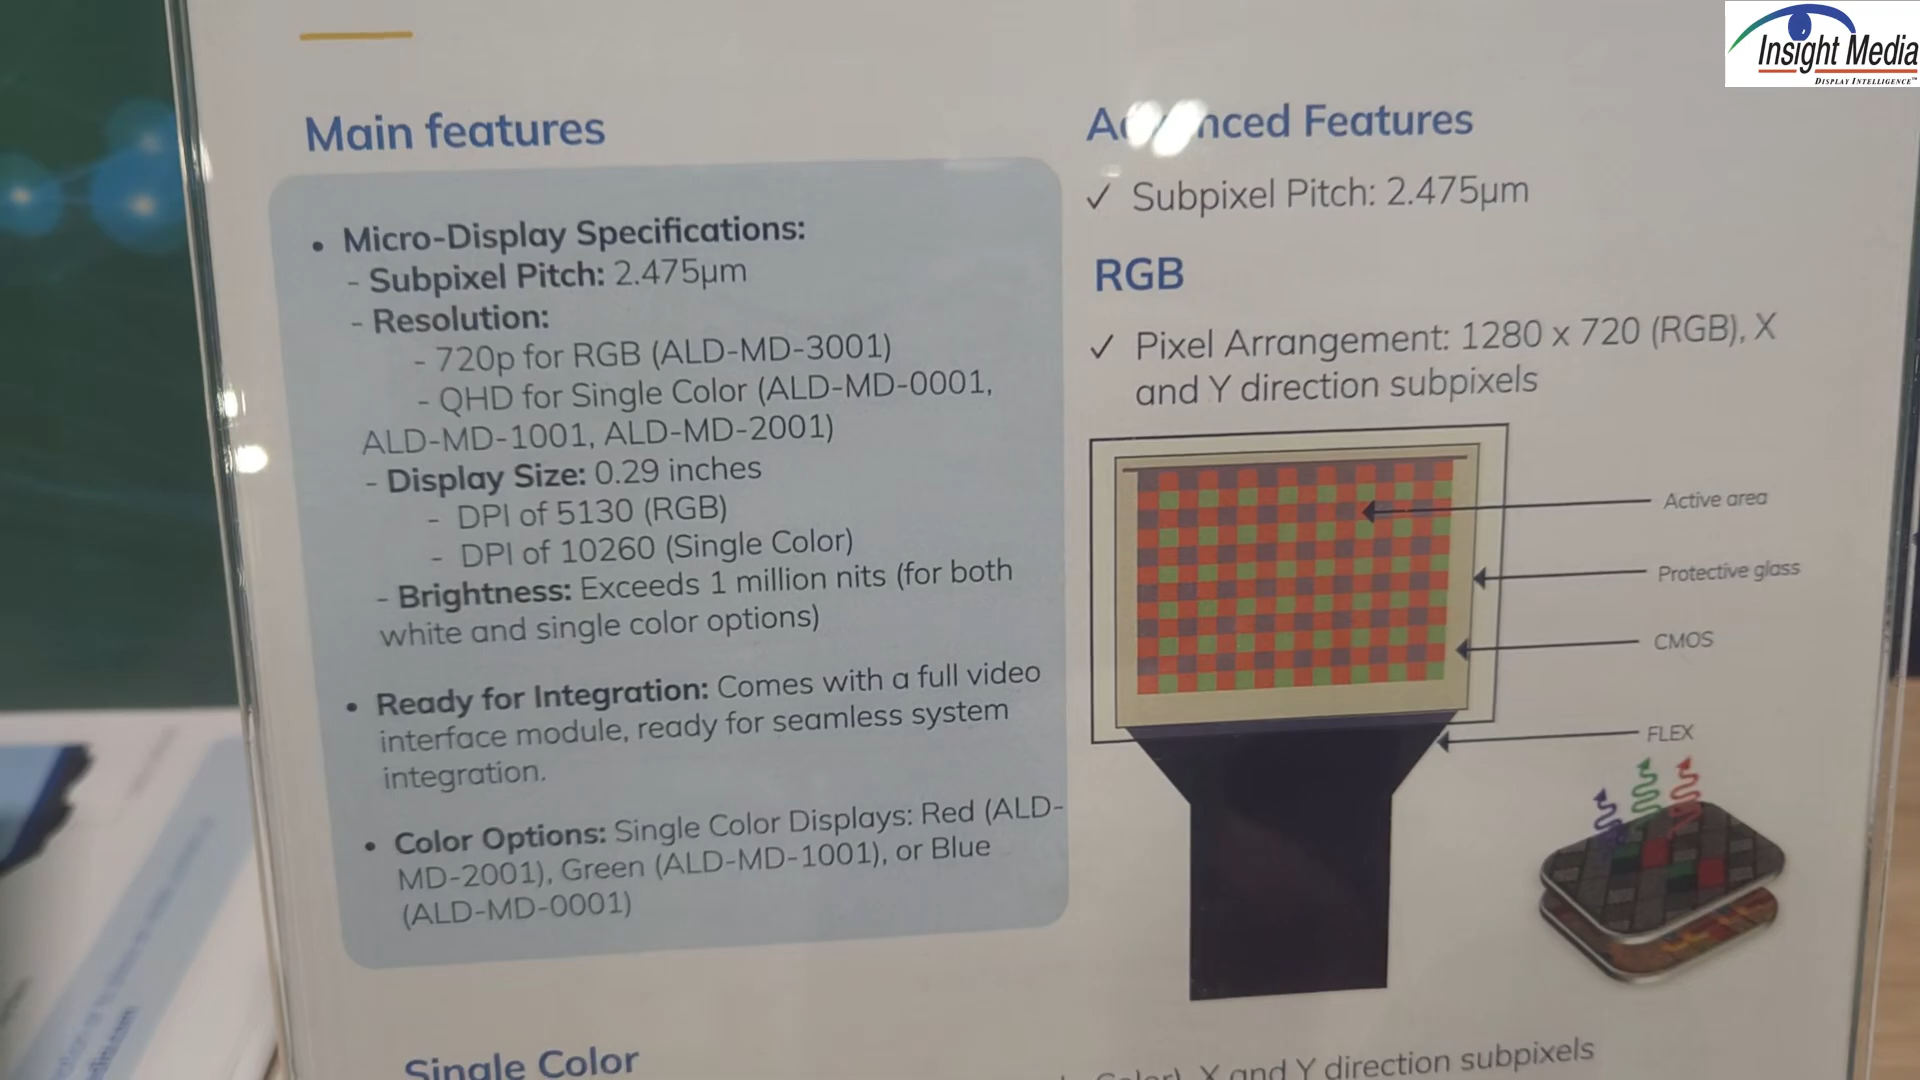 Insight Media
DISPLAY INTELLIGENCE™
Main features
• Micro-Display Specifications:
- Subpixel Pitch: 2.475µm
- Resolution:
- 720p for RGB (ALD-MD-3001)
- QHD for Single Color (ALD-MD-0001,
ALD-MD-1001, ALD-MD-2001)
- Display Size: 0.29 inches
- DPI of 5130 (RGB)
- DPI of 10260 (Single Color)
- Brightness: Exceeds 1 million nits (for both
white and single color options)
• Ready for Integration: Comes with a full video
interface module, ready for seamless system
integration.
• Color Options: Single Color Displays: Red (ALD-
MD-2001), Green (ALD-MD-1001), or Blue
(ALD-MD-0001)
Single Color
Features
✓ Subpixel Pitch: 2.475µm
RGB
✓ Pixel Arrangement: 1280 x 720 (RGB), X
and Y direction subpixels
Active area
Protective glass
CMOS
FLEX
Color), X and Y direction subpixels